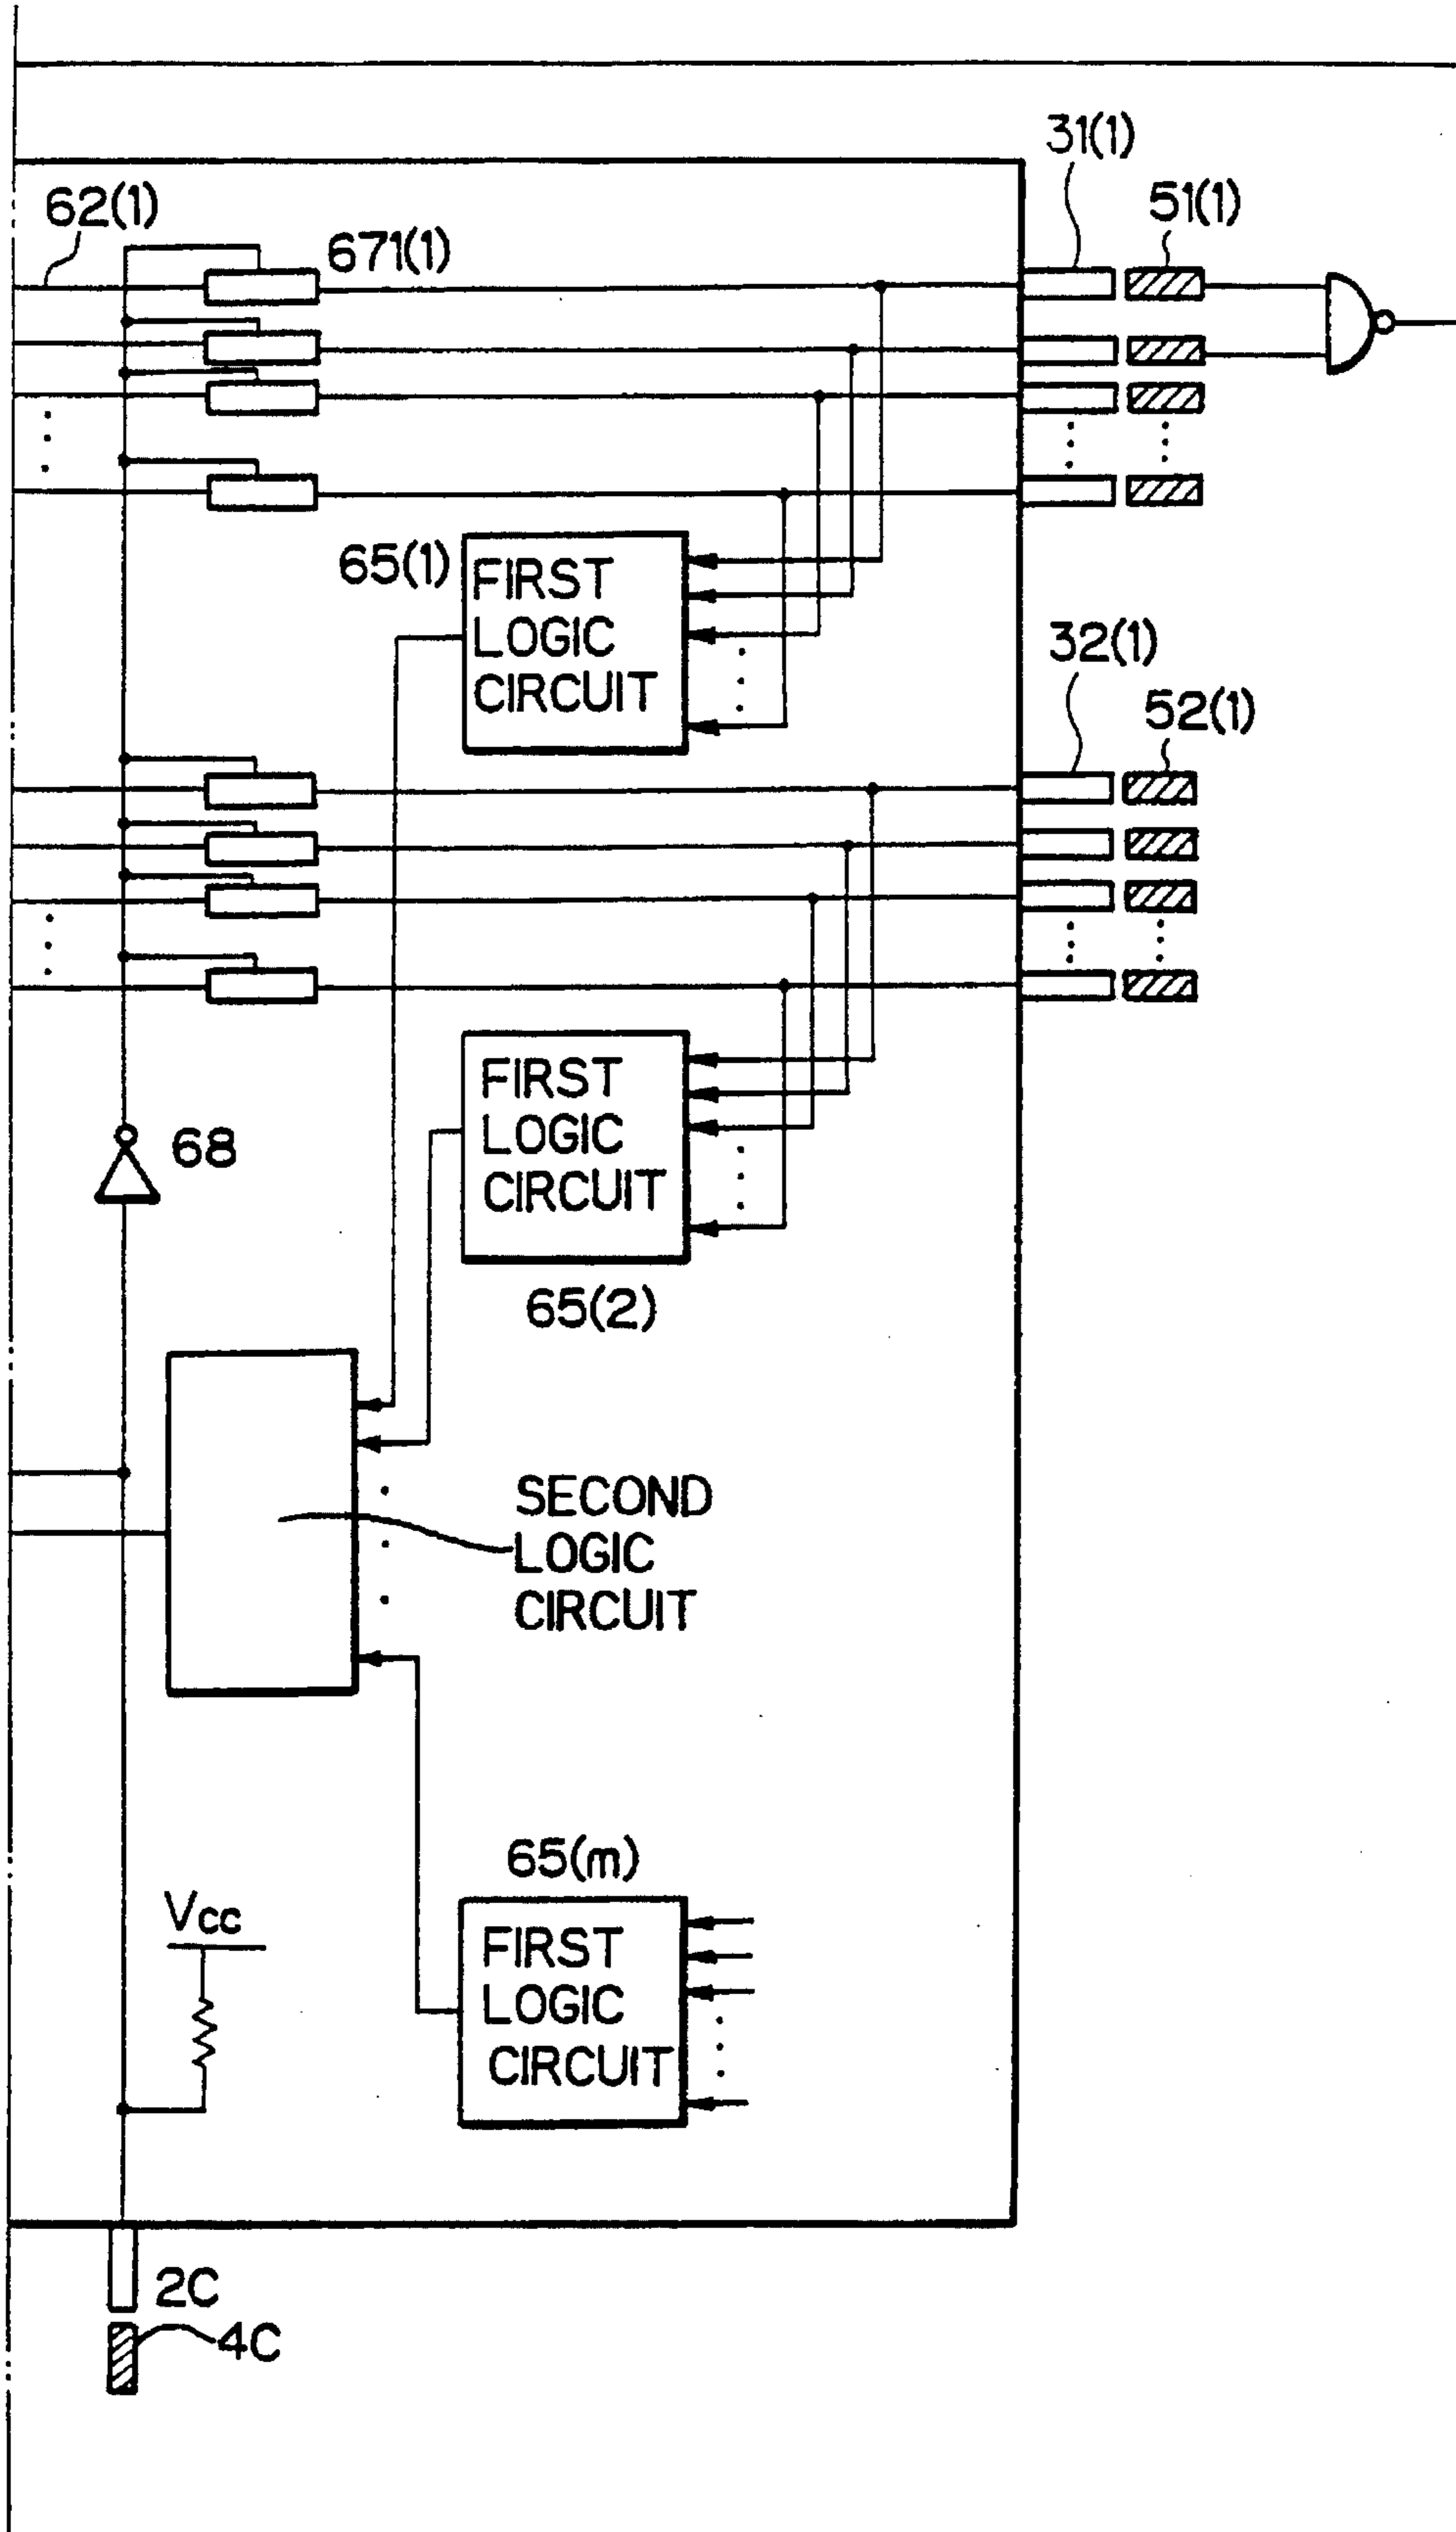 31(1)
51(1)
62(1)
671(1)
65(1)
FIRST
LOGIC
CIRCUIT
32(1)
52(1)
FIRST
LOGIC
CIRCUIT
68
65(2)
SECOND
LOGIC
CIRCUIT
65(m)
Vcc
FIRST
LOGIC
CIRCUIT
2C
4C